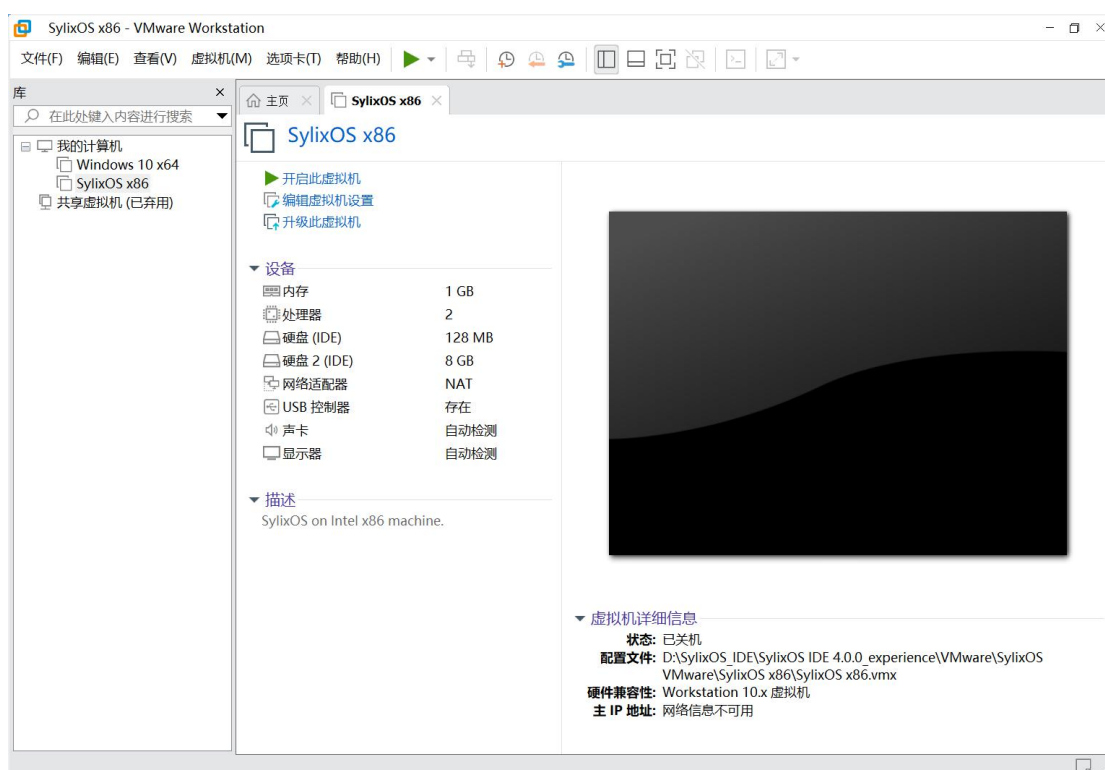 SylixOS x86 - VMware Workstation
文件(F) 编辑(E) 查看(V) 虚拟机(M) 选项卡(T) 帮助(H)
库
主页 SylixOS x86
在此处键入内容进行搜索
SylixOS x86
我的计算机
Windows 10 x64
SylixOS x86
共享虚拟机 (已弃用)
开启此虚拟机
编辑虚拟机设置
升级此虚拟机
设备
内存 1 GB
处理器 2
硬盘 (IDE) 128 MB
硬盘 2 (IDE) 8 GB
网络适配器 NAT
USB 控制器 存在
声卡 自动检测
显示器 自动检测
描述
SylixOS on Intel x86 machine.
虚拟机详细信息
状态: 已关机
配置文件: D:\SylixOS_IDE\SylixOS IDE 4.0.0_experience\VMware\SylixOS
VMware\SylixOS x86\SylixOS x86.vmx
硬件兼容性: Workstation 10.x 虚拟机
主 IP 地址: 网络信息不可用